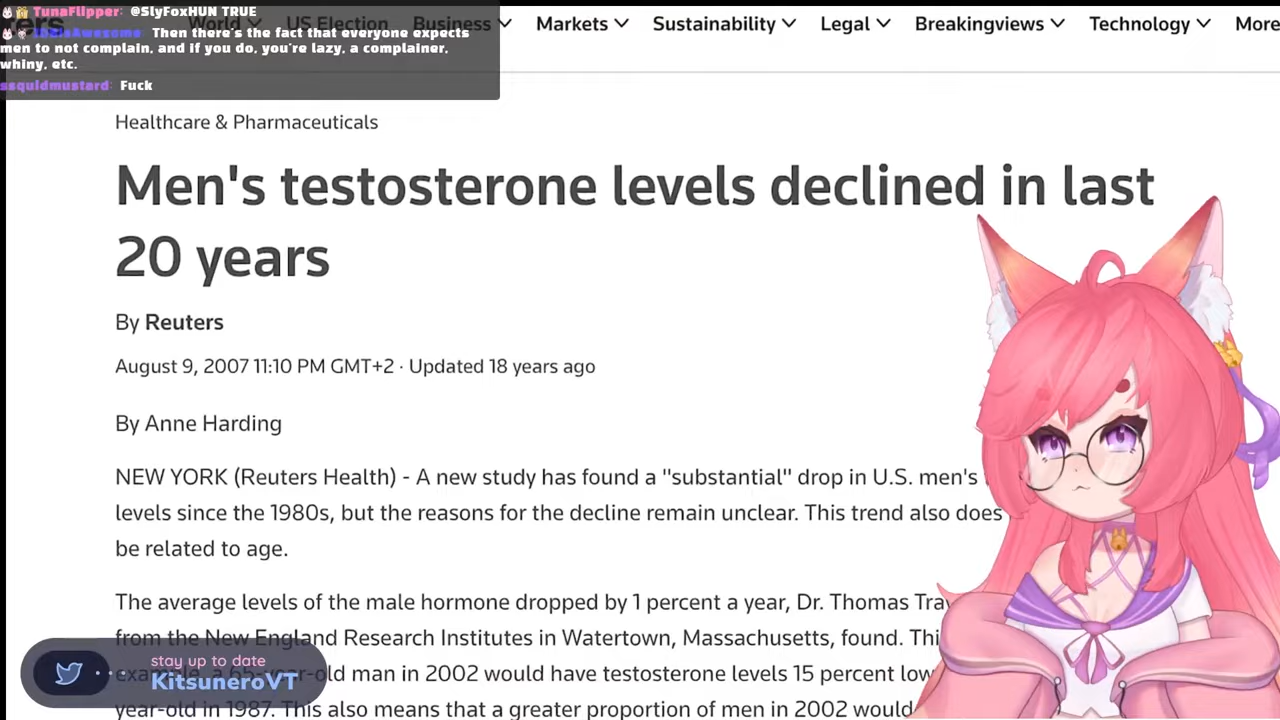 World US Election Business Markets Sustainability Legal Breakingviews Technology More
TunaFlipper: @SlyFoxHUN TRUE
Then there's the fact that everyone expects
men to not complain, and if you do, you're lazy, a complainer,
whiny, etc.
ssquidmustard: Fuck
Healthcare & Pharmaceuticals
Men's testosterone levels declined in last
20 years
By Reuters
August 9, 2007 11:10 PM GMT+2 · Updated 18 years ago
By Anne Harding
NEW YORK (Reuters Health) - A new study has found a "substantial" drop in U.S. men's
levels since the 1980s, but the reasons for the decline remain unclear. This trend also does
be related to age.
The average levels of the male hormone dropped by 1 percent a year, Dr. Thomas
from the New England Research Institutes in Watertown, Massachusetts, found.
example, a 65-year-old man in 2002 would have testosterone levels 15 percent
year-old in 1987. This also means that a greater proportion of men in 2002 would
stay up to date
KitsuneroVT